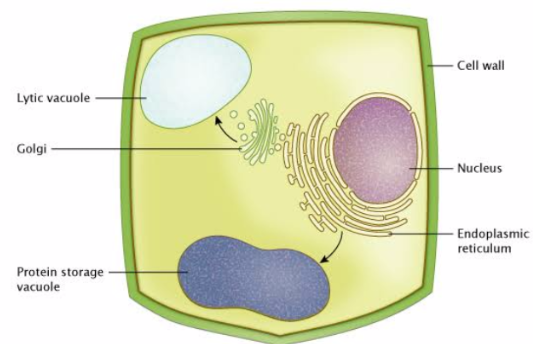 Lytic vacuole
Golgi
Protein storage
vacuole
Cell wall
Nucleus
Endoplasmic
reticulum